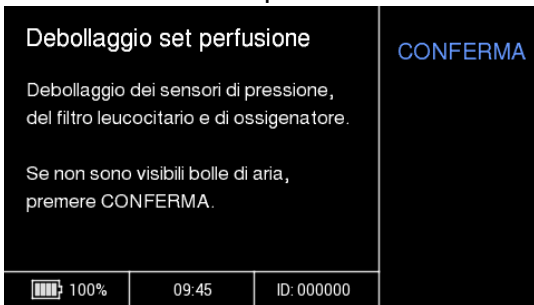 Debollaggio set perfusione
CONFERMA
Debollaggio dei sensori di pressione,
del filtro leucocitario e di ossigenatore.
Se non sono visibili bolle di aria,
premere CONFERMA.
100%
09:45
ID: 000000